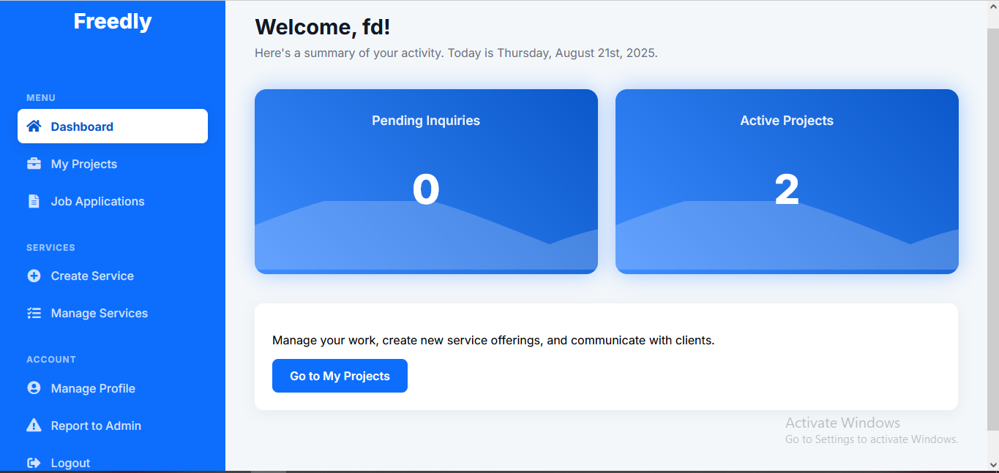 Freedly
MENU
Dashboard
My Projects
Job Applications
SERVICES
Create Service
Manage Services
ACCOUNT
Manage Profile
Report to Admin
Logout
Welcome, fd!
Here's a summary of your activity. Today is Thursday, August 21st, 2025.
Pending Inquiries
0
Active Projects
2
Manage your work, create new service offerings, and communicate with clients.
Go to My Projects
Activate Windows
Go to Settings to activate Windows.